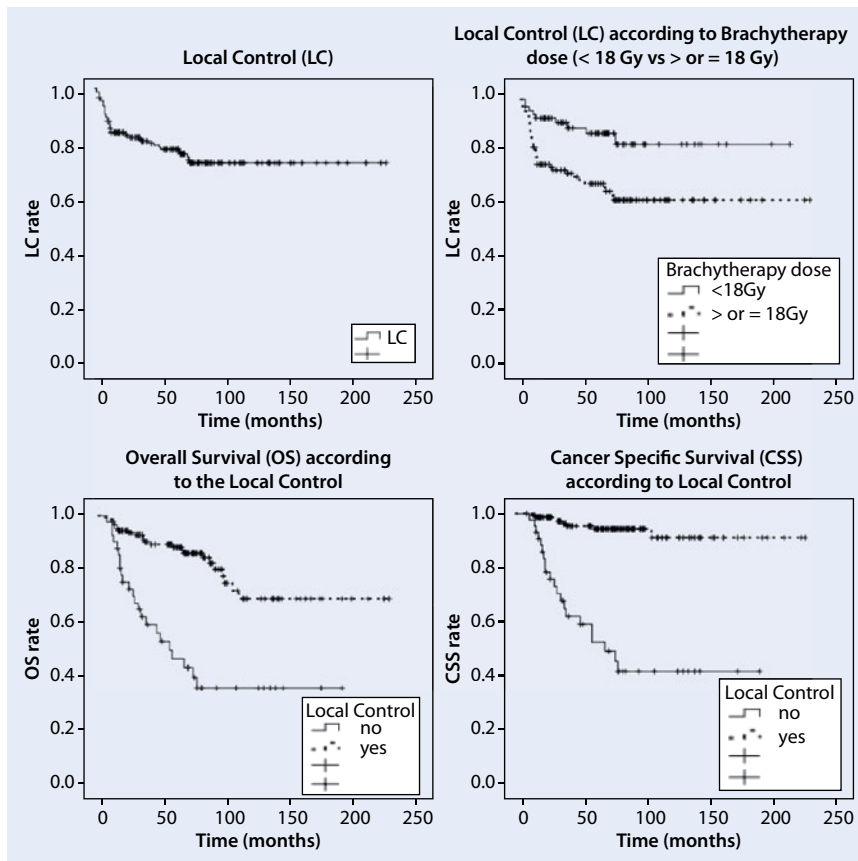 Local Control (LC)
LC rate
1.0
0.8
0.6
0.4
0.2
0.0
LC
0 50 100 150 200 250
Time (months)
Local Control (LC) according to Brachytherapy
dose (< 18 Gy vs > or = 18 Gy)
LC rate
1.0
0.8
0.6
0.4
0.2
0.0
Brachytherapy dose
<18Gy
> or = 18Gy
0 50 100 150 200 250
Time (months)
Overall Survival (OS) according
to the Local Control
OS rate
1.0
0.8
0.6
0.4
0.2
0.0
Local Control
no
yes
0 50 100 150 200 250
Time (months)
Cancer Specific Survival (CSS)
according to Local Control
CSS rate
1.0
0.8
0.6
0.4
0.2
0.0
Local Control
no
yes
0 50 100 150 200 250
Time (months)